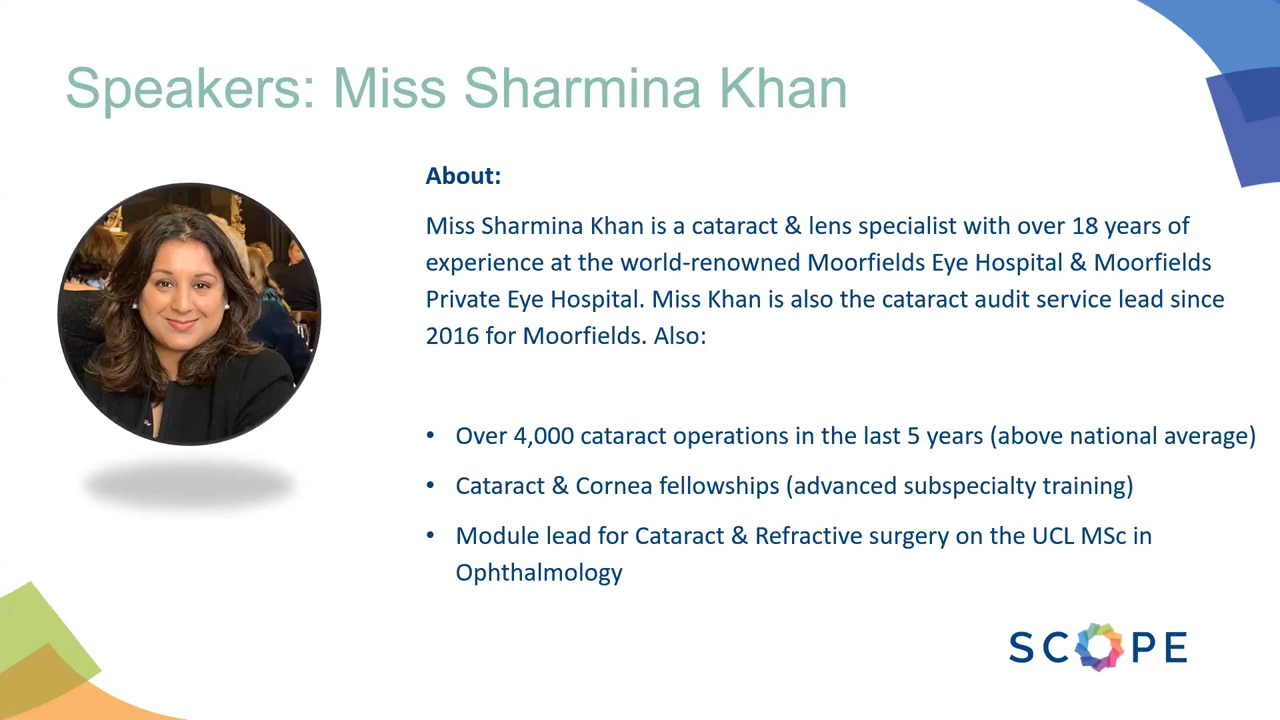 Speakers: Miss Sharmina Khan
About:
Miss Sharmina Khan is a cataract & lens specialist with over 18 years of
experience at the world-renowned Moorfields Eye Hospital & Moorfields
Private Eye Hospital. Miss Khan is also the cataract audit service lead since
2016 for Moorfields. Also:
• Over 4,000 cataract operations in the last 5 years (above national average)
• Cataract & Cornea fellowships (advanced subspecialty training)
• Module lead for Cataract & Refractive surgery on the UCL MSc in
Ophthalmology
SCOPE